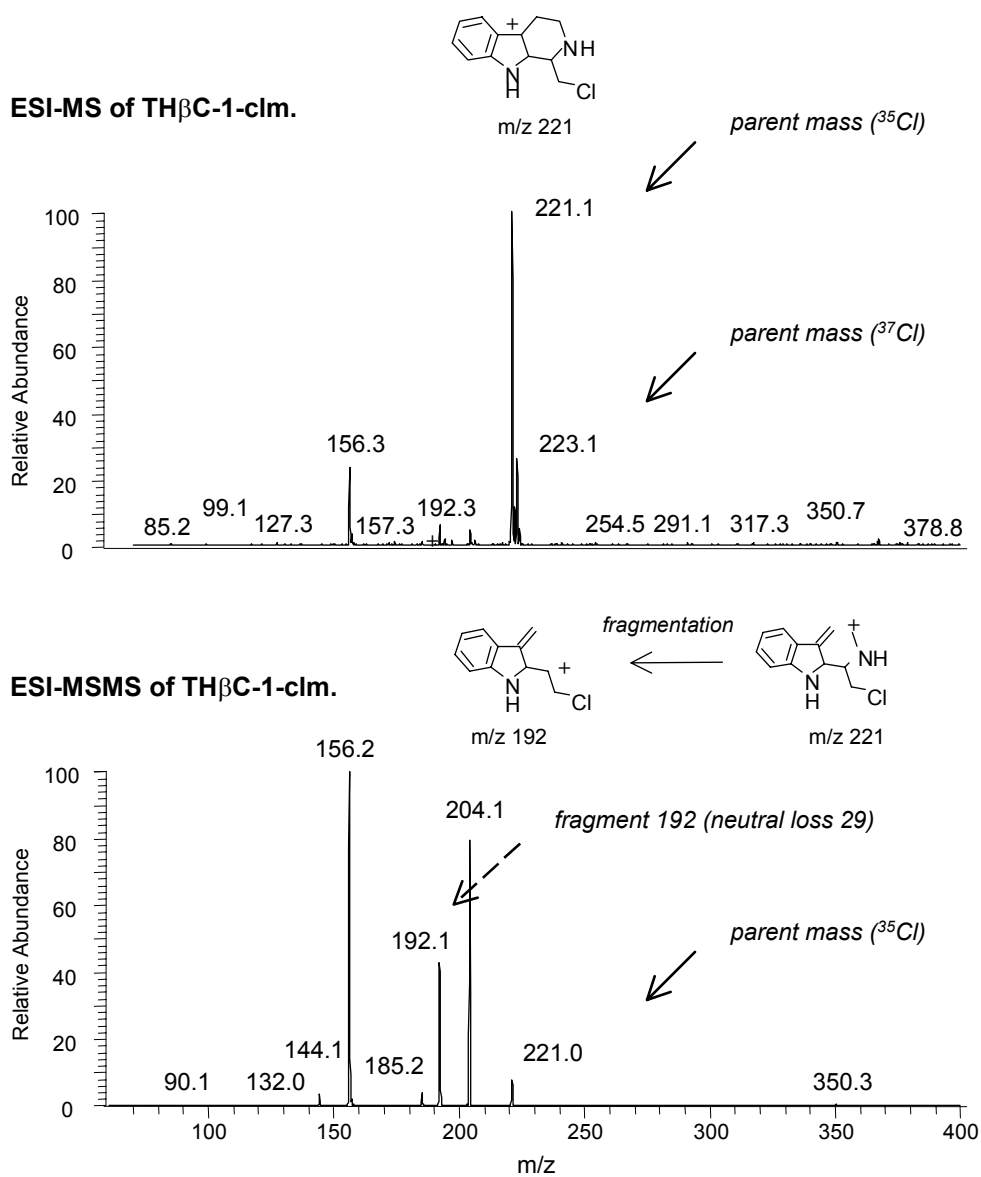 +
NH
N
H
Cl
ESI-MS of THβC-1-clm.
m/z 221
parent mass (³⁵Cl)
100
221.1
80
Relative Abundance
60
parent mass (³⁷Cl)
40
156.3
223.1
20
85.2
99.1
127.3
157.3
192.3
254.5
291.1
317.3
350.7
378.8
0
+
fragmentation
+
+
NH
N
H
Cl
N
H
Cl
ESI-MSMS of THβC-1-clm.
m/z 192
m/z 221
156.2
100
204.1
fragment 192 (neutral loss 29)
80
Relative Abundance
60
192.1
parent mass (³⁵Cl)
40
20
144.1
185.2
221.0
90.1
132.0
350.3
0
100 150 200 250 300 350 400
m/z